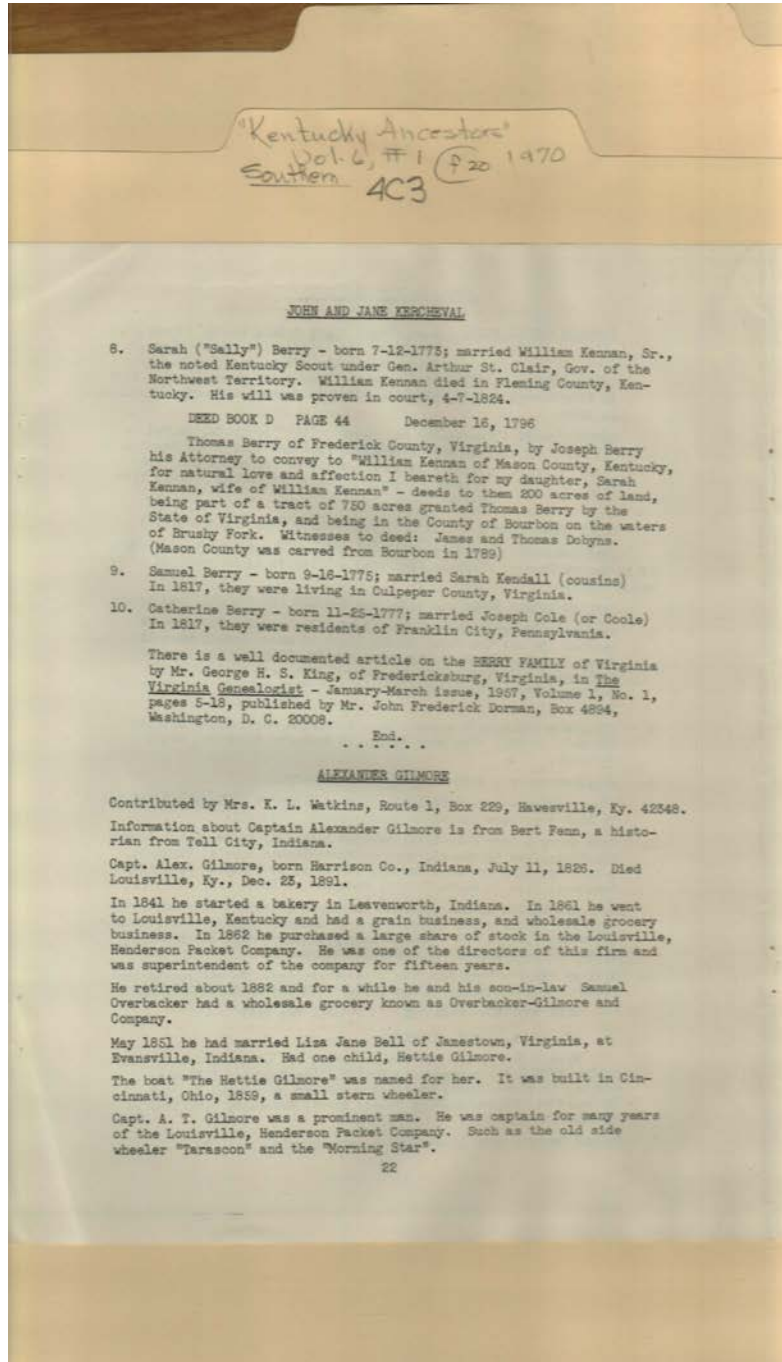 "Kentucky Ancestors"
Vol. 6, #1 f 20 1970
Southern
4C3
JOHN AND JANE KERCHEVAL
8. Sarah ("Sally") Berry - born 7-12-1773; married William Kennan, Sr.,
the noted Kentucky Scout under Gen. Arthur St. Clair, Gov. of the
Northwest Territory. William Kennan died in Fleming County, Ken-
tucky. His will was proven in court, 4-7-1824.
DEED BOOK D PAGE 44 December 16, 1796
Thomas Berry of Frederick County, Virginia, by Joseph Berry
his Attorney to convey to "William Kennan of Mason County, Kentucky,
for natural love and affection I beareth for my daughter, Sarah
Kennan, wife of William Kennan" - deeds to them 200 acres of land,
being part of a tract of 750 acres granted Thomas Berry by the
State of Virginia, and being in the County of Bourbon on the waters
of Brushy Fork. Witnesses to deed: James and Thomas Dobyns.
(Mason County was carved from Bourbon in 1789)
9. Samuel Berry - born 9-16-1775; married Sarah Kendall (cousins)
In 1817, they were living in Culpeper County, Virginia.
10. Catherine Berry - born 11-25-1777; married Joseph Cole (or Coole)
In 1817, they were residents of Franklin City, Pennsylvania.
There is a well documented article on the BERRY FAMILY of Virginia
by Mr. George H. S. King, of Fredericksburg, Virginia, in The
Virginia Genealogist - January-March issue, 1957, Volume 1, No. 1,
pages 5-18, published by Mr. John Frederick Dorman, Box 4894,
Washington, D. C. 20008.
End.
. . . . . .
ALEXANDER GILMORE
Contributed by Mrs. K. L. Watkins, Route 1, Box 229, Hawesville, Ky. 42348.
Information about Captain Alexander Gilmore is from Bert Fenn, a histo-
rian from Tell City, Indiana.
Capt. Alex. Gilmore, born Harrison Co., Indiana, July 11, 1826. Died
Louisville, Ky., Dec. 23, 1891.
In 1841 he started a bakery in Leavenworth, Indiana. In 1861 he went
to Louisville, Kentucky and had a grain business, and wholesale grocery
business. In 1862 he purchased a large share of stock in the Louisville,
Henderson Packet Company. He was one of the directors of this firm and
was superintendent of the company for fifteen years.
He retired about 1882 and for a while he and his son-in-law Samuel
Overbacker had a wholesale grocery known as Overbacker-Gilmore and
Company.
May 1851 he had married Liza Jane Bell of Jamestown, Virginia, at
Evansville, Indiana. Had one child, Hettie Gilmore.
The boat "The Hettie Gilmore" was named for her. It was built in Cin-
cinnati, Ohio, 1859, a small stern wheeler.
Capt. A. T. Gilmore was a prominent man. He was captain for many years
of the Louisville, Henderson Packet Company. Such as the old side
wheeler "Tarascon" and the "Morning Star".
22